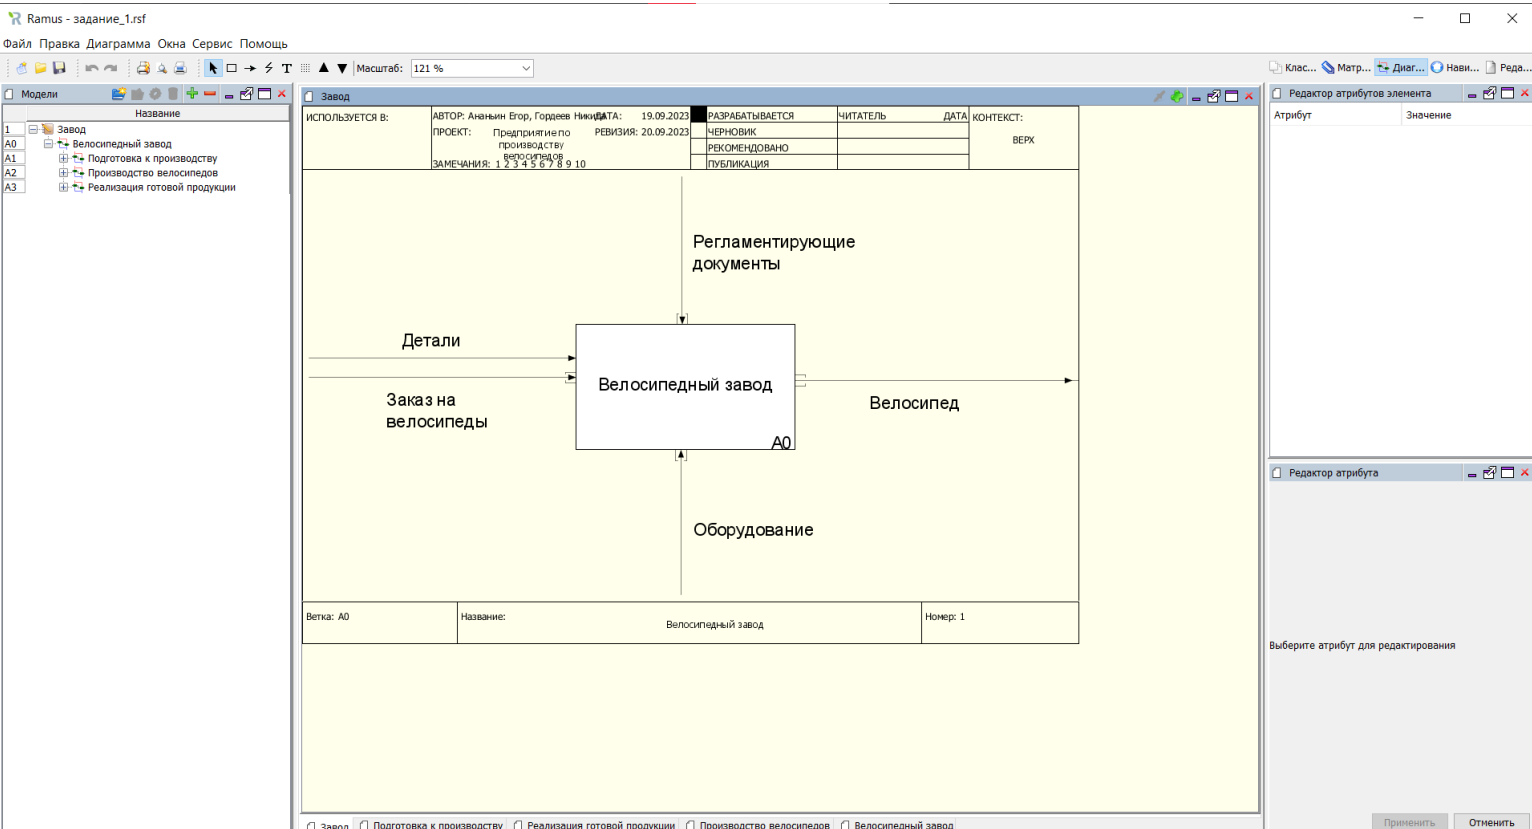 Ramus - задание_1.rsf
Файл Правка Диаграмма Окна Сервис Помощь
Масштаб: 121 %
Клас... Матр... Диаг... Нави... Реда...
Модели
Название
1 Завод
A0 Велосипедный завод
A1 Подготовка к производству
A2 Производство велосипедов
A3 Реализация готовой продукции
Завод
ИСПОЛЬЗУЕТСЯ В:
АВТОР: Ананьин Егор, Гордеев Никита
ДАТА: 19.09.2023
ПРОЕКТ: Предприятие по
производству
велосипедов
РЕВИЗИЯ: 20.09.2023
ЗАМЕЧАНИЯ: 1 2 3 4 5 6 7 8 9 10
РАЗРАБАТЫВАЕТСЯ
ЧЕРНОВИК
РЕКОМЕНДОВАНО
ПУБЛИКАЦИЯ
ЧИТАТЕЛЬ ДАТА
КОНТЕКСТ:
ВЕРХ
Регламентирующие
документы
Детали
Заказ на
велосипеды
Велосипедный завод
A0
Велосипед
Оборудование
Ветка: A0
Название:
Велосипедный завод
Номер: 1
Завод Подготовка к производству Реализация готовой продукции Производство велосипедов Велосипедный завод
Редактор атрибутов элемента
Атрибут Значение
Редактор атрибута
Выберите атрибут для редактирования
Применить Отменить